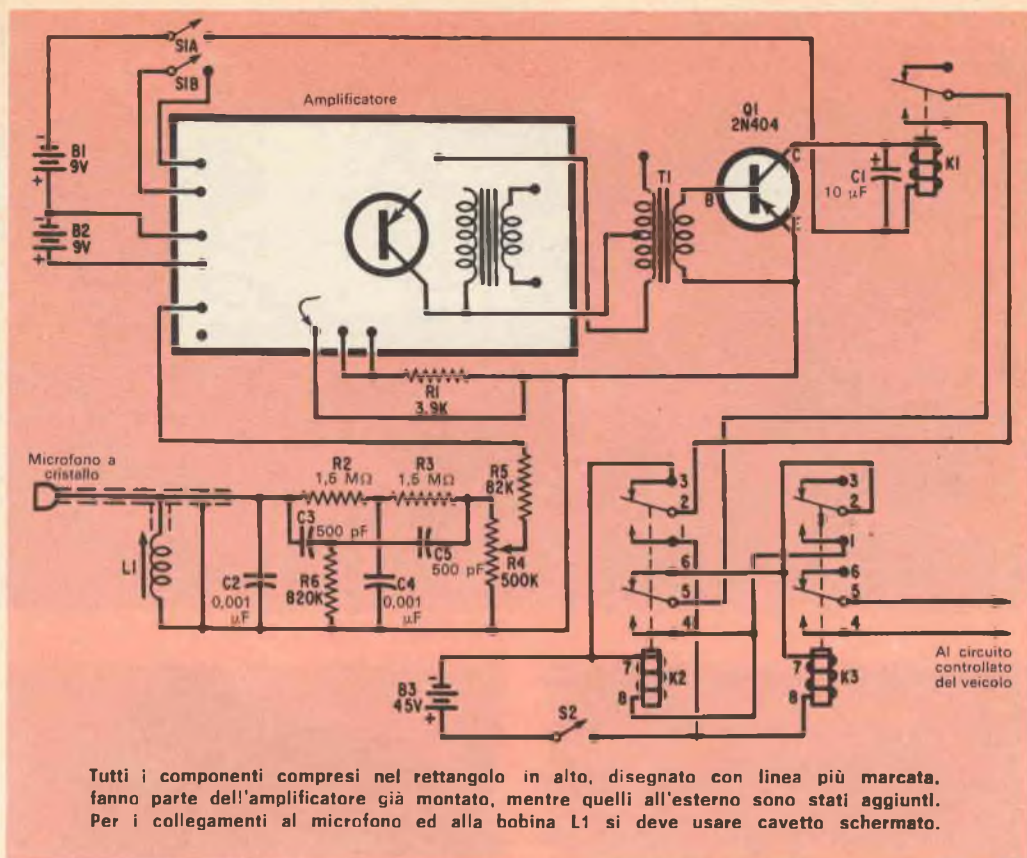 S1A
S1B
Amplificatore
B1
9V
B2
9V
Q1
2N404
C
B
E
T1
C1
10 µF
K1
R1
3.9K
Microfono a
cristallo
L1
R2
1,5 MΩ
R3
1,5 MΩ
R5
82K
C3
500 pF
C5
500 pF
R4
500K
C2
0,001
µF
R6
820K
C4
0,001
µF
3
2
1
6
5
4
7
8
K2
3
2
1
6
5
4
7
8
K3
B3
45V
S2
Al circuito
controllato
del veicolo
Tutti i componenti compresi nel rettangolo in alto, disegnato con linea più marcata,
fanno parte dell'amplificatore già montato, mentre quelli all'esterno sono stati aggiunti.
Per i collegamenti al microfono ed alla bobina L1 si deve usare cavetto schermato.